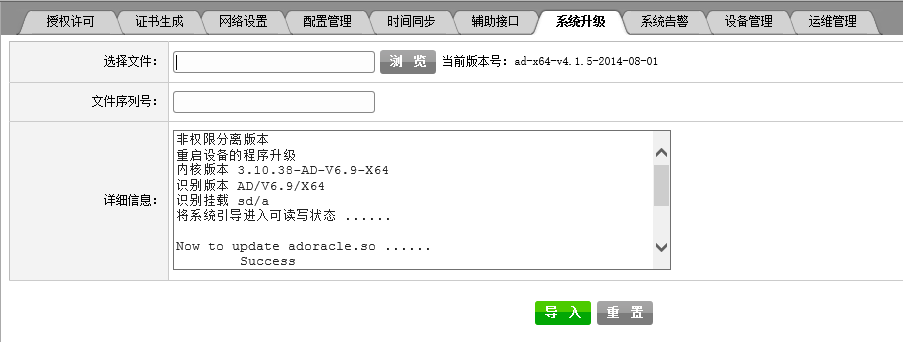 授权许可 证书生成 网络设置 配置管理 时间同步 辅助接口 系统升级 系统告警 设备管理 运维管理
选择文件: 浏 览 当前版本号: ad-x64-v4.1.5-2014-08-01
文件序列号:
详细信息:
非权限分离版本
重启设备的程序升级
内核版本 3.10.38-AD-V6.9-X64
识别版本 AD/V6.9/X64
识别挂载 sd/a
将系统引导进入可读写状态 ......
Now to update adoracle.so ......
Success
导 入 重 置